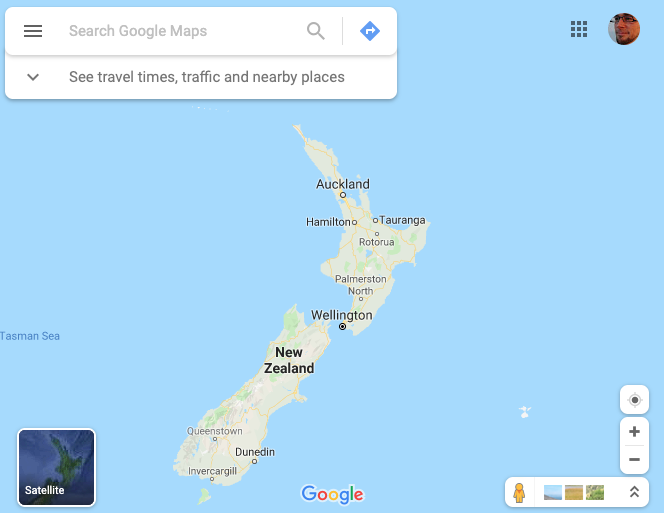 Search Google Maps
See travel times, traffic and nearby places
Auckland
Hamilton
Tauranga
Rotorua
Palmerston
North
Wellington
Tasman Sea
New
Zealand
Queenstown
Dunedin
Invercargill
Satellite
Google